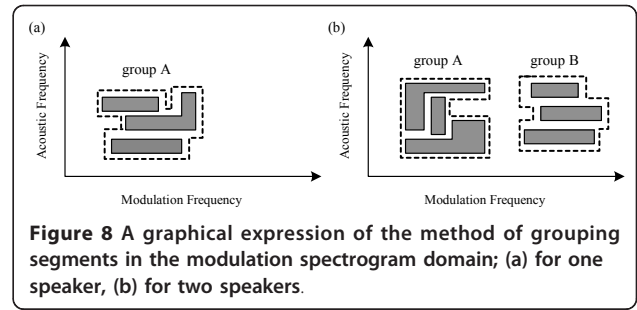 (a)
Acoustic Frequency
group A
Modulation Frequency
(b)
Acoustic Frequency
group A
group B
Modulation Frequency
Figure 8 A graphical expression of the method of grouping
segments in the modulation spectrogram domain; (a) for one
speaker, (b) for two speakers.